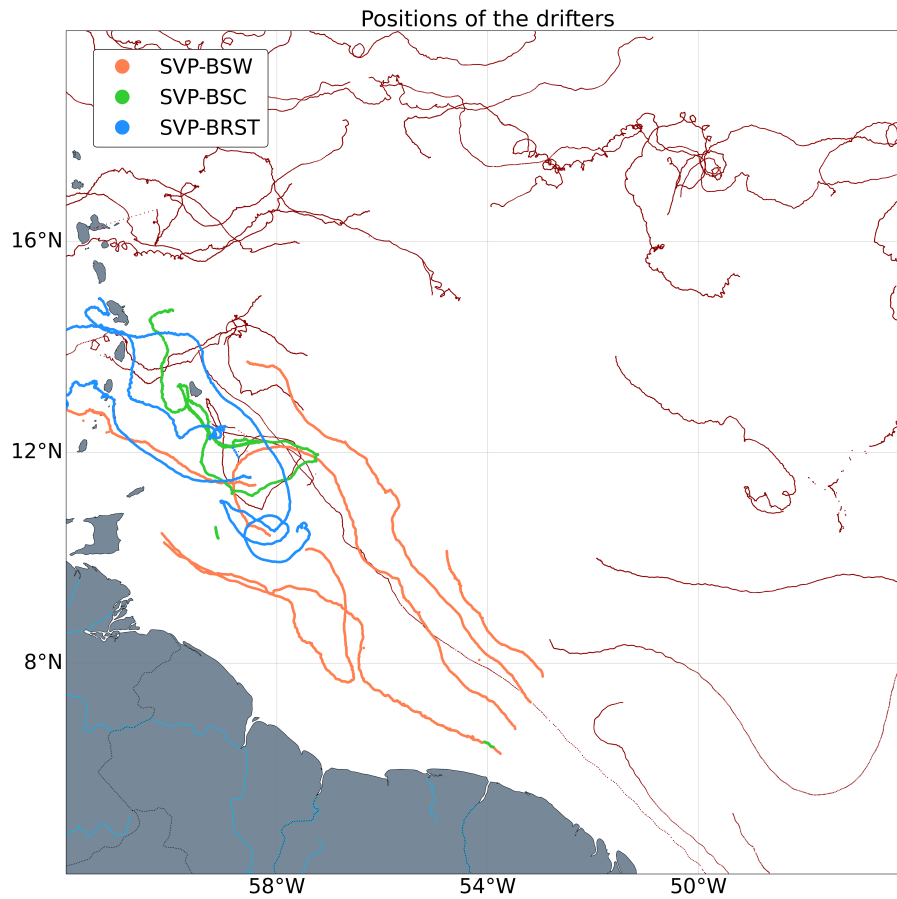 Positions of the drifters
SVP-BSW
SVP-BSC
SVP-BRST
16°N
12°N
8°N
58°W
54°W
50°W